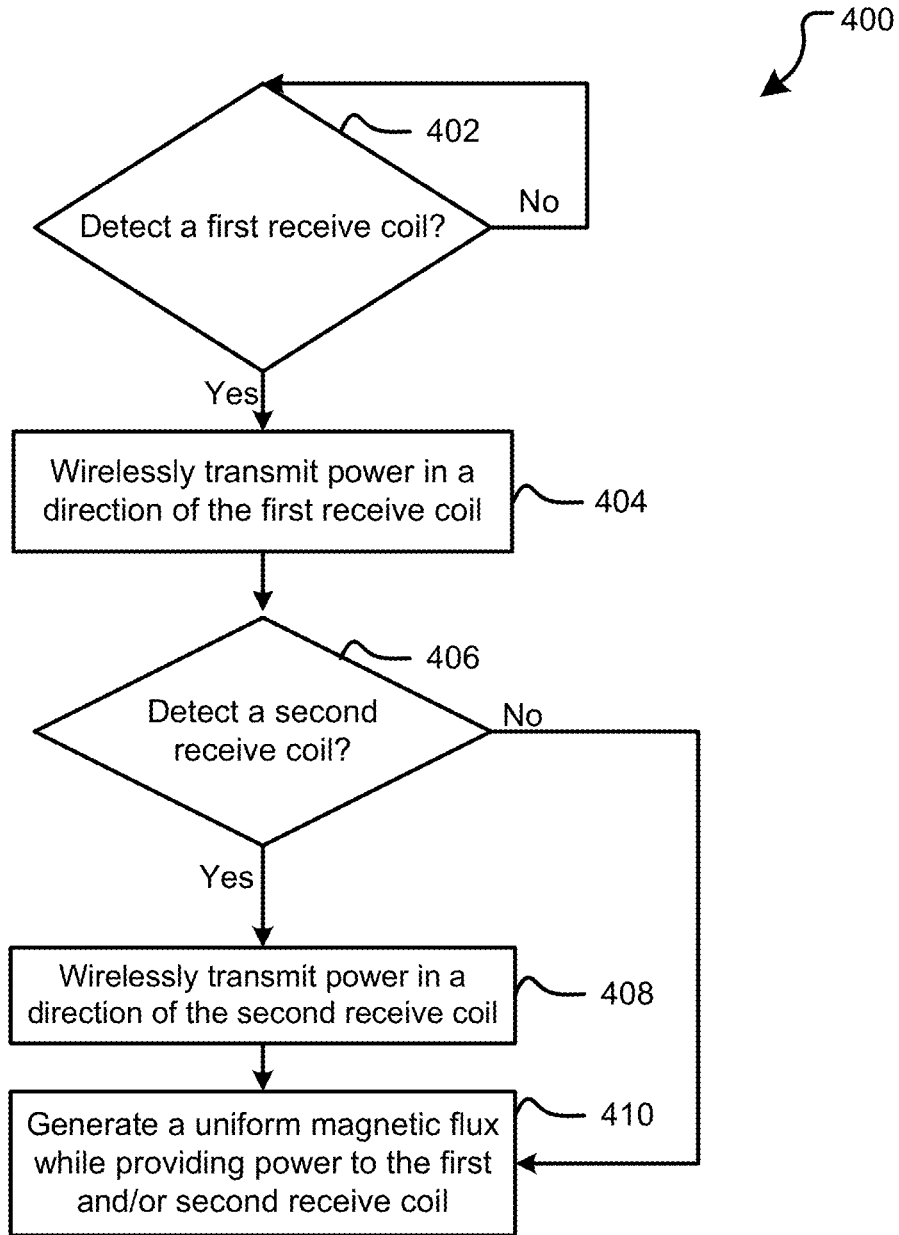 400
402
Detect a first receive coil?
No
Yes
Wirelessly transmit power in a
direction of the first receive coil
404
406
Detect a second
receive coil?
No
Yes
Wirelessly transmit power in a
direction of the second receive coil
408
410
Generate a uniform magnetic flux
while providing power to the first
and/or second receive coil